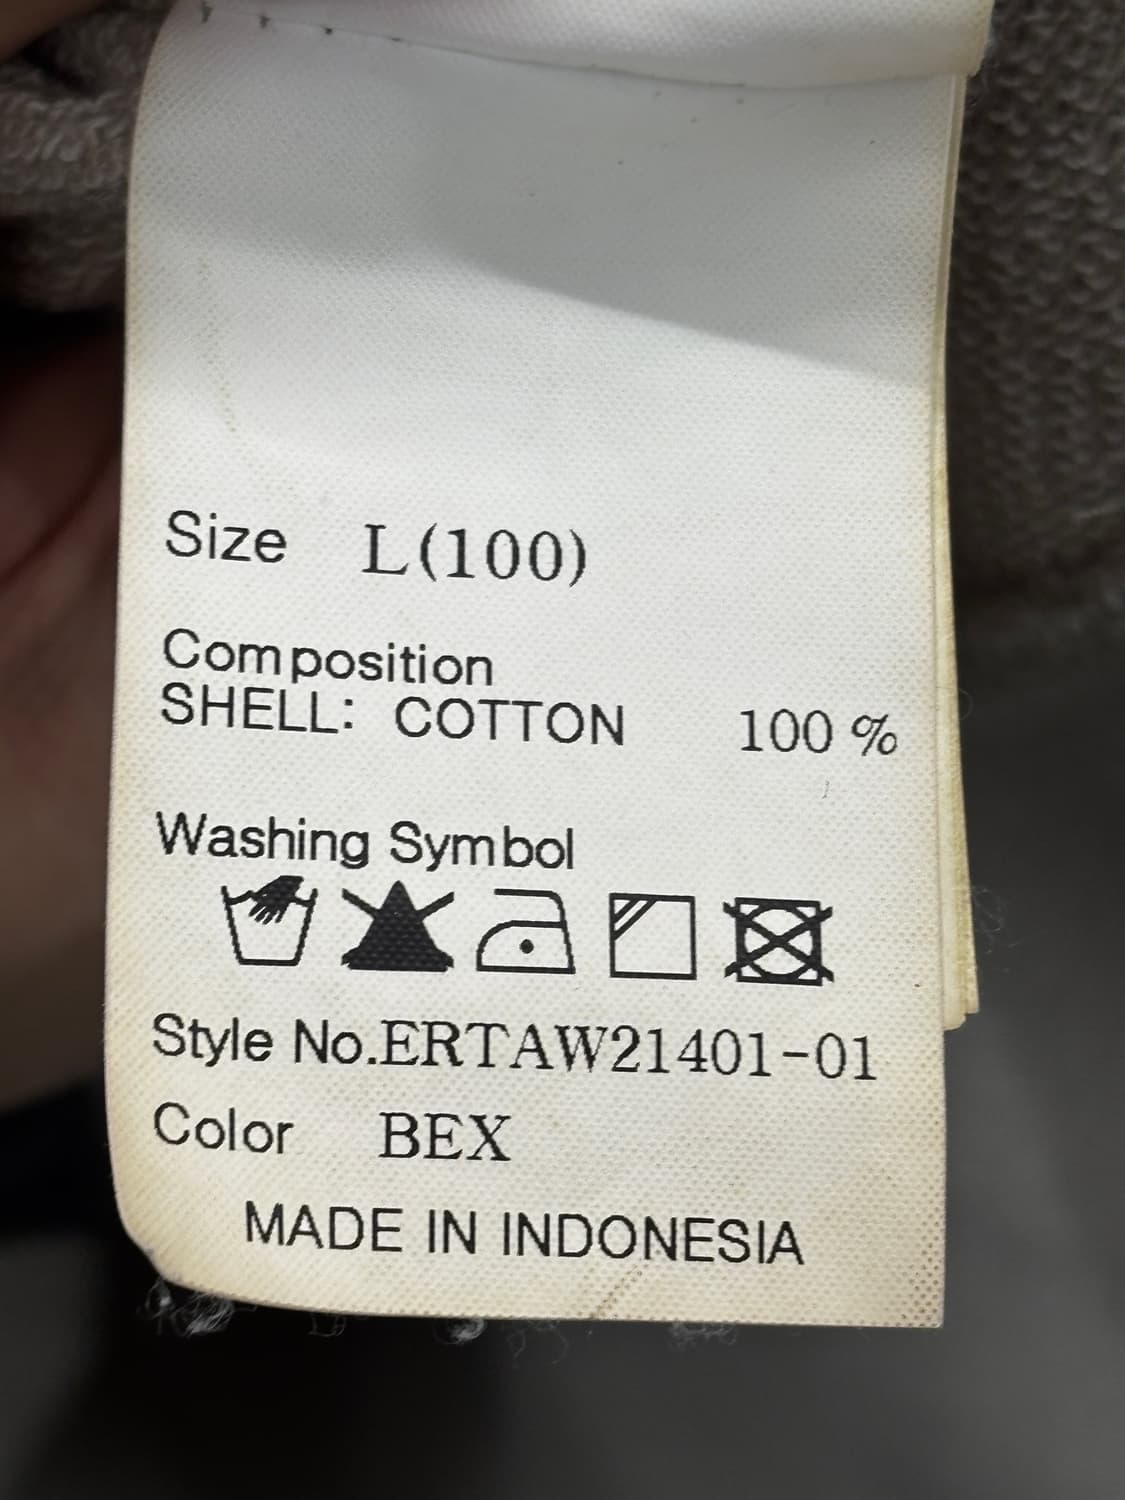 Size L(100)
Composition
SHELL: COTTON 100 %
Washing Symbol
Style No.ERTAW21401-01
Color BEX
MADE IN INDONESIA